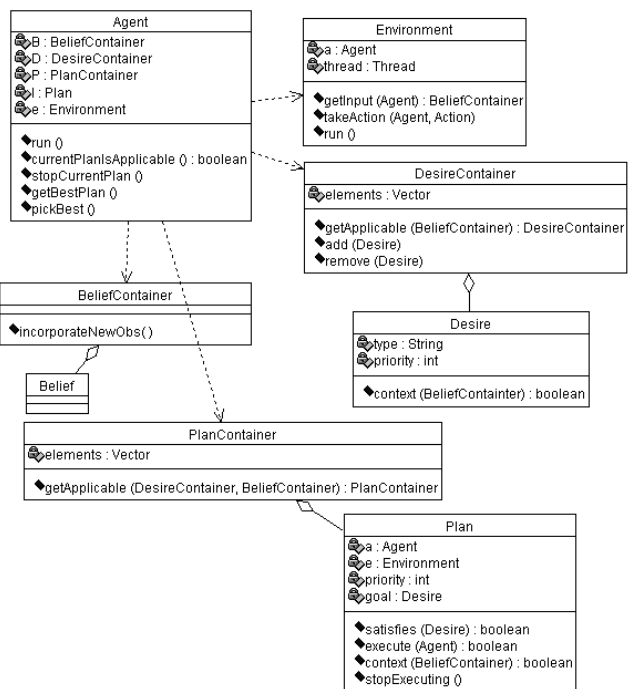 Agent
B : BeliefContainer
D : DesireContainer
P : PlanContainer
I : Plan
e : Environment
run ()
currentPlanIsApplicable () : boolean
stopCurrentPlan ()
getBestPlan ()
pickBest ()
Environment
a : Agent
thread : Thread
getInput (Agent) : BeliefContainer
takeAction (Agent, Action)
run ()
DesireContainer
elements : Vector
getApplicable (BeliefContainer) : DesireContainer
add (Desire)
remove (Desire)
BeliefContainer
incorporateNewObs()
Belief
Desire
type : String
priority : int
context (BeliefContainter) : boolean
PlanContainer
elements : Vector
getApplicable (DesireContainer, BeliefContainer) : PlanContainer
Plan
a : Agent
e : Environment
priority : int
goal : Desire
satisfies (Desire) : boolean
execute (Agent) : boolean
context (BeliefContainer) : boolean
stopExecuting ()